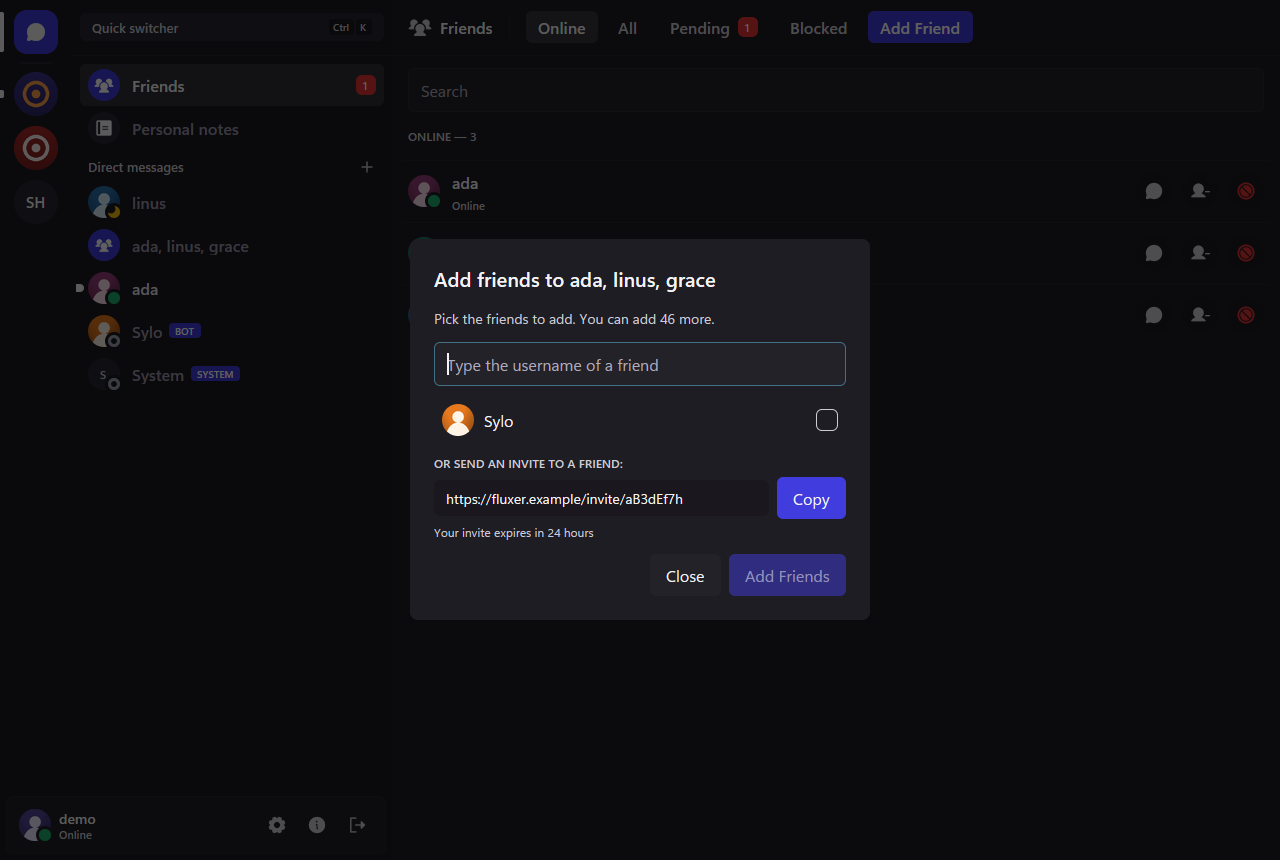 Quick switcher Ctrl K
Friends Online All Pending 1 Blocked Add Friend
SH
Friends 1
Personal notes
Direct messages
linus
ada, linus, grace
ada
Sylo BOT
S System SYSTEM
Search
ONLINE — 3
ada
Online
Add friends to ada, linus, grace
Pick the friends to add. You can add 46 more.
Type the username of a friend
Sylo
OR SEND AN INVITE TO A FRIEND:
https://fluxer.example/invite/aB3dEf7h Copy
Your invite expires in 24 hours
Close Add Friends
demo
Online